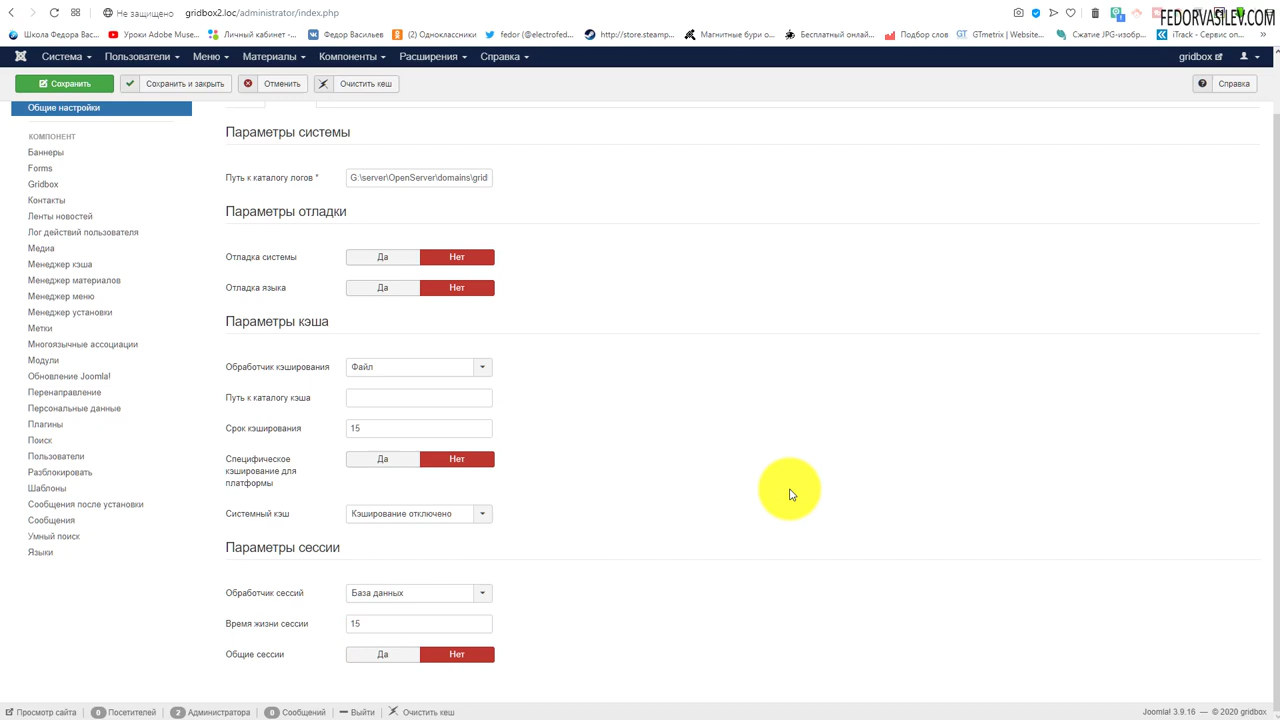 Не защищено gridbox2.loc/administrator/index.php
FEDORVASILEV.COM
Школа Федора Вас...
Уроки Adobe Muse...
Личный кабинет -...
Федор Васильев
(2) Одноклассники
fedor (@electrofed...
http://store.steamp...
Магнитные бури о...
Бесплатный онлай...
Подбор слов
GTmetrix | Website...
Сжатие JPG-изобр...
iTrack - Сервис оп...
Система
Пользователи
Меню
Материалы
Компоненты
Расширения
Справка
gridbox
Сохранить
Сохранить и закрыть
Отменить
Очистить кеш
Справка
Общие настройки
КОМПОНЕНТ
Баннеры
Forms
Gridbox
Контакты
Ленты новостей
Лог действий пользователя
Медиа
Менеджер кэша
Менеджер материалов
Менеджер меню
Менеджер установки
Метки
Многоязычные ассоциации
Модули
Обновление Joomla!
Перенаправление
Персональные данные
Плагины
Поиск
Пользователи
Разблокировать
Шаблоны
Сообщения после установки
Сообщения
Умный поиск
Языки
Параметры системы
Путь к каталогу логов * G:\server\OpenServer\domains\grid
Параметры отладки
Отладка системы Да Нет
Отладка языка Да Нет
Параметры кэша
Обработчик кэширования Файл
Путь к каталогу кэша
Срок кэширования 15
Специфическое
кэширование для
платформы
Да Нет
Системный кэш Кэширование отключено
Параметры сессии
Обработчик сессий База данных
Время жизни сессии 15
Общие сессии Да Нет
Просмотр сайта 0 Посетителей 2 Администратора 0 Сообщений Выйти Очистить кеш
Joomla! 3.9.16 — © 2020 gridbox